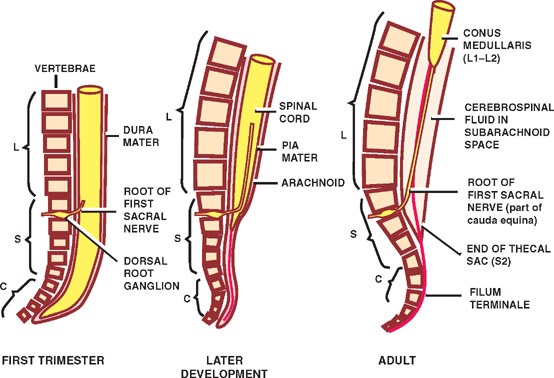 VERTEBRAE
L
S
C
DURA
MATER
ROOT OF
FIRST
SACRAL
NERVE
DORSAL
ROOT
GANGLION
FIRST TRIMESTER
L
S
C
SPINAL
CORD
PIA
MATER
ARACHNOID
LATER
DEVELOPMENT
L
S
C
CONUS
MEDULLARIS
(L1–L2)
CEREBROSPINAL
FLUID IN
SUBARACHNOID
SPACE
ROOT OF
FIRST SACRAL
NERVE (part of
cauda equina)
END OF THECAL
SAC (S2)
FILUM
TERMINALE
ADULT